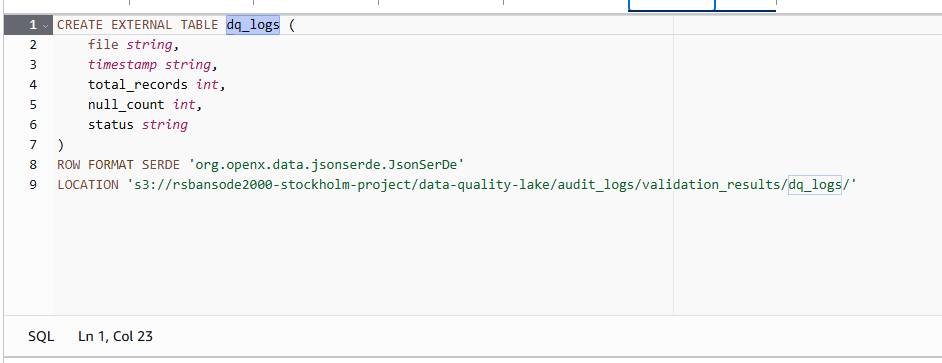 1 CREATE EXTERNAL TABLE dq_logs (
2 file string,
3 timestamp string,
4 total_records int,
5 null_count int,
6 status string
7 )
8 ROW FORMAT SERDE 'org.openx.data.jsonserde.JsonSerDe'
9 LOCATION 's3://rsbansode2000-stockholm-project/data-quality-lake/audit_logs/validation_results/dq_logs/'
SQL Ln 1, Col 23